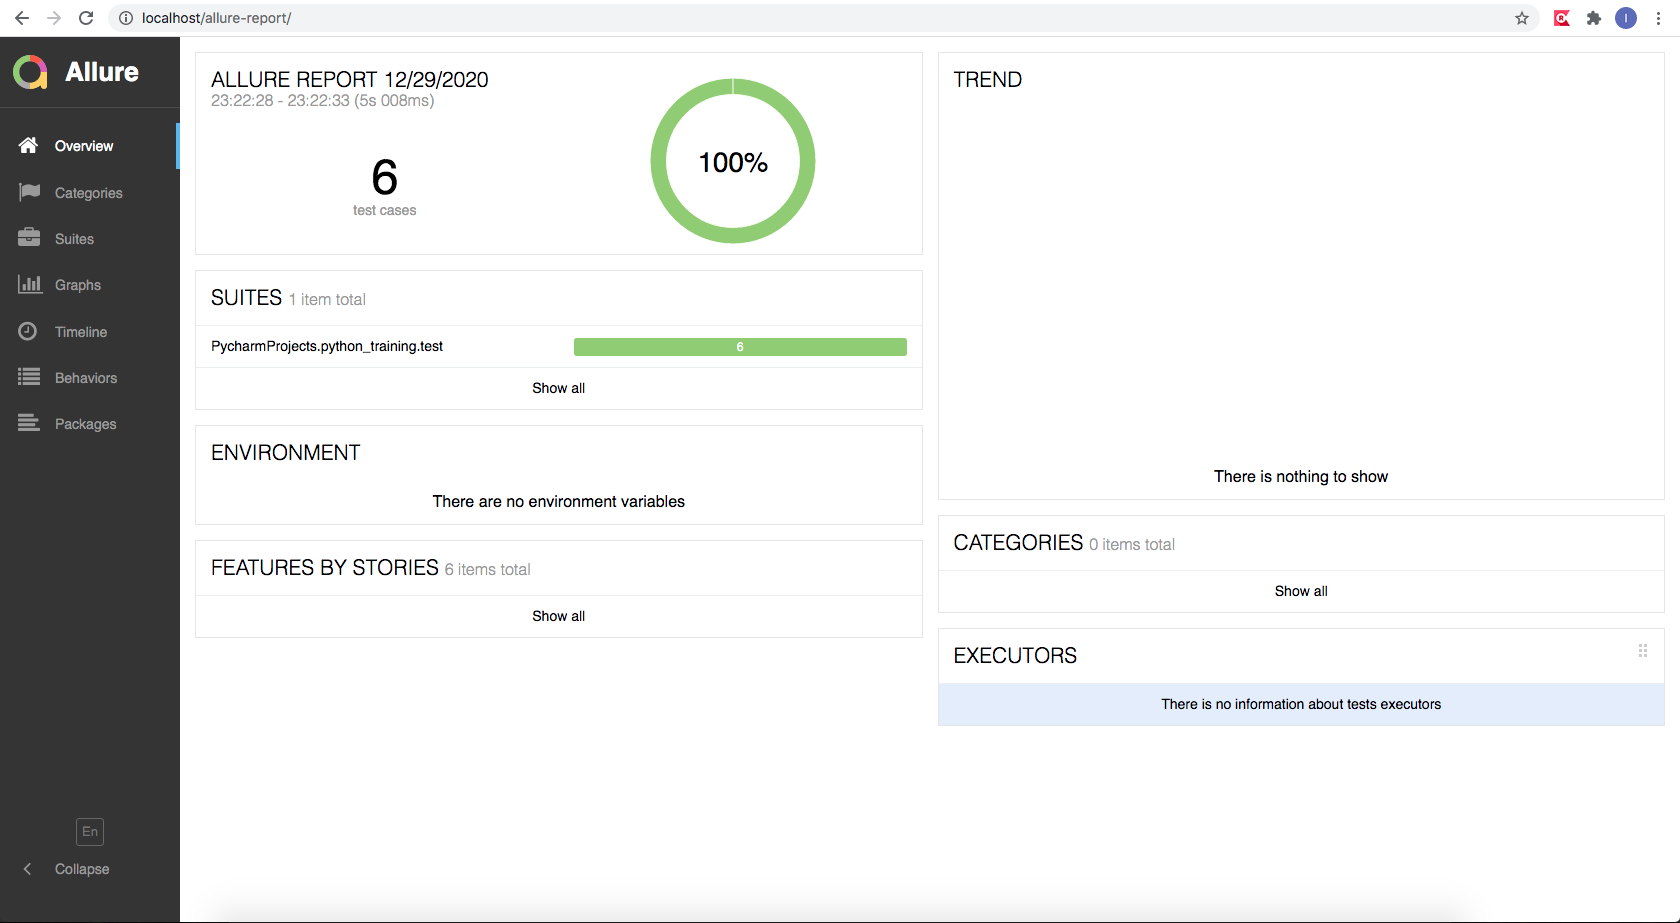 localhost/allure-report/
I
Allure
Overview
Categories
Suites
Graphs
Timeline
Behaviors
Packages
En
Collapse
ALLURE REPORT 12/29/2020
23:22:28 - 23:22:33 (5s 008ms)
6
test cases
100%
SUITES 1 item total
PycharmProjects.python_training.test
6
Show all
ENVIRONMENT
There are no environment variables
FEATURES BY STORIES 6 items total
Show all
TREND
There is nothing to show
CATEGORIES 0 items total
Show all
EXECUTORS
There is no information about tests executors